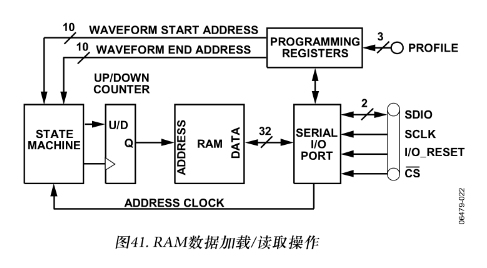 10 WAVEFORM START ADDRESS
10 WAVEFORM END ADDRESS
PROGRAMMING
REGISTERS
3
PROFILE
UP/DOWN
COUNTER
STATE
MACHINE
U/D
Q
ADDRESS
RAM
DATA
32
SERIAL
I/O
PORT
2
SDIO
SCLK
I/O_RESET
CS
ADDRESS CLOCK
06479-022
图41. RAM数据加载/读取操作